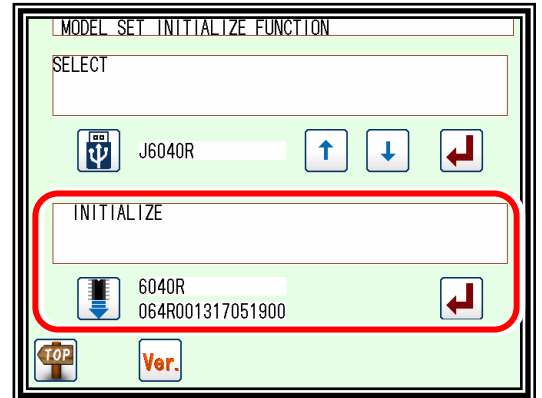 MODEL SET INITIALIZE FUNCTION
SELECT
J6040R
INITIALIZE
6040R
064R001317051900
TOP
Ver.